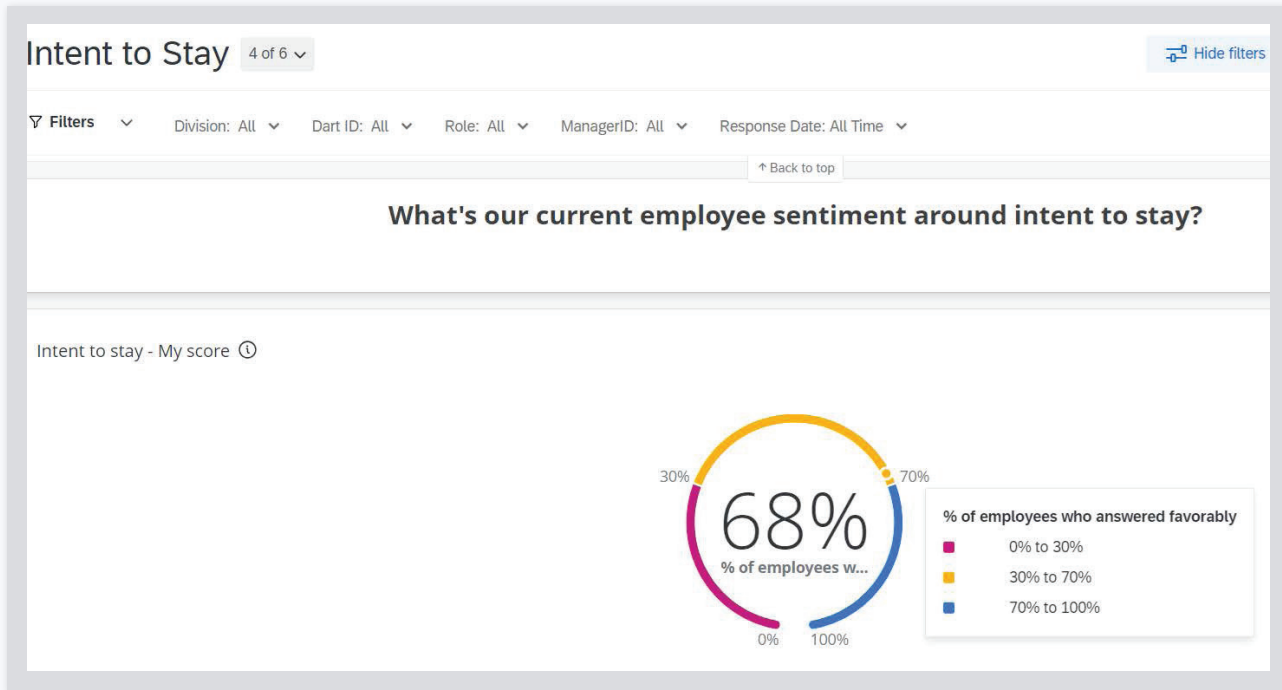 Intent to Stay 4 of 6
Hide filters
Filters Division: All Dart ID: All Role: All ManagerID: All Response Date: All Time
↑ Back to top
What's our current employee sentiment around intent to stay?
Intent to stay - My score
30%
70%
68%
% of employees w...
0%
100%
% of employees who answered favorably
0% to 30%
30% to 70%
70% to 100%